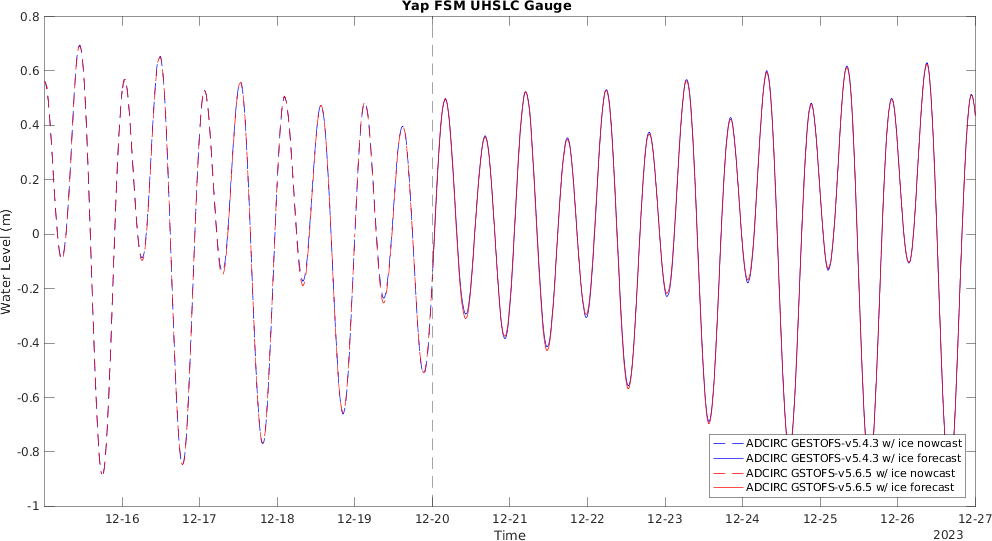 Yap FSM UHSLC Gauge
0.8
0.6
0.4
0.2
0
-0.2
-0.4
-0.6
-0.8
-1
Water Level (m)
ADCIRC GESTOFS-v5.4.3 w/ ice nowcast
ADCIRC GESTOFS-v5.4.3 w/ ice forecast
ADCIRC GSTOFS-v5.6.5 w/ ice nowcast
ADCIRC GSTOFS-v5.6.5 w/ ice forecast
12-16 12-17 12-18 12-19 12-20 12-21 12-22 12-23 12-24 12-25 12-26 12-27
Time
2023